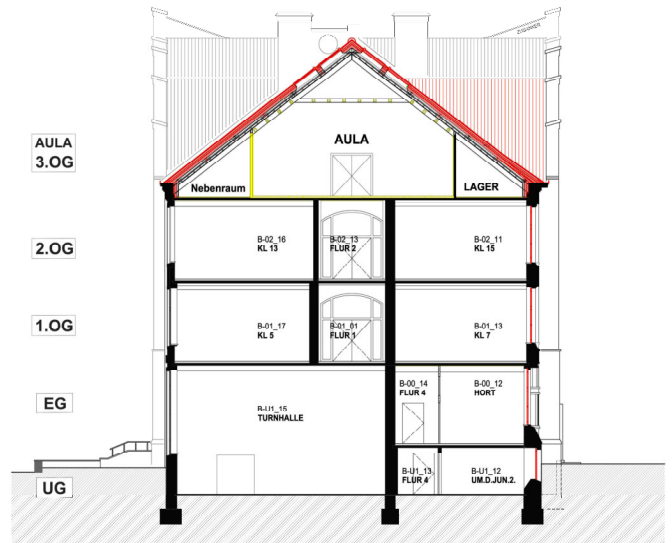 ZUGINNER
AULA
3.OG
AULA
Nebenraum
LAGER
2.OG
B-02_16
KL 13
B-02_13
FLUR 2
B-02_11
KL 15
1.OG
B-01_17
KL 5
B-01_01
FLUR 1
B-01_13
KL 7
EG
B-U1_15
TURNHALLE
B-00_14
FLUR 4
B-00_12
HORT
UG
B-U1_13
FLUR 4
B-U1_12
UM.D.JUN.2.